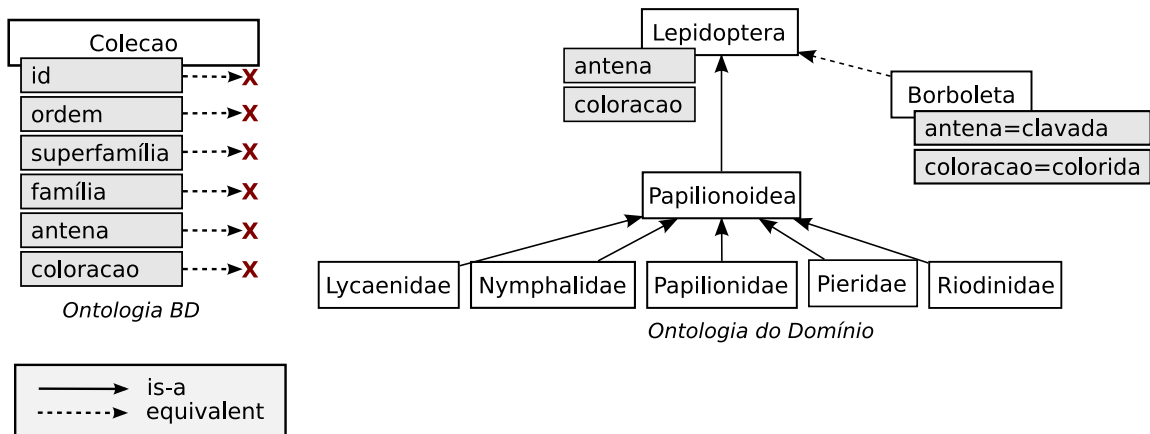 Colecao
id
X
ordem
X
superfamília
X
família
X
antena
X
coloracao
X
Ontologia BD
Lepidoptera
antena
coloracao
Borboleta
antena=clavada
coloracao=colorida
Papilionoidea
Lycaenidae
Nymphalidae
Papilionidae
Pieridae
Riodinidae
Ontologia do Domínio
is-a
equivalent